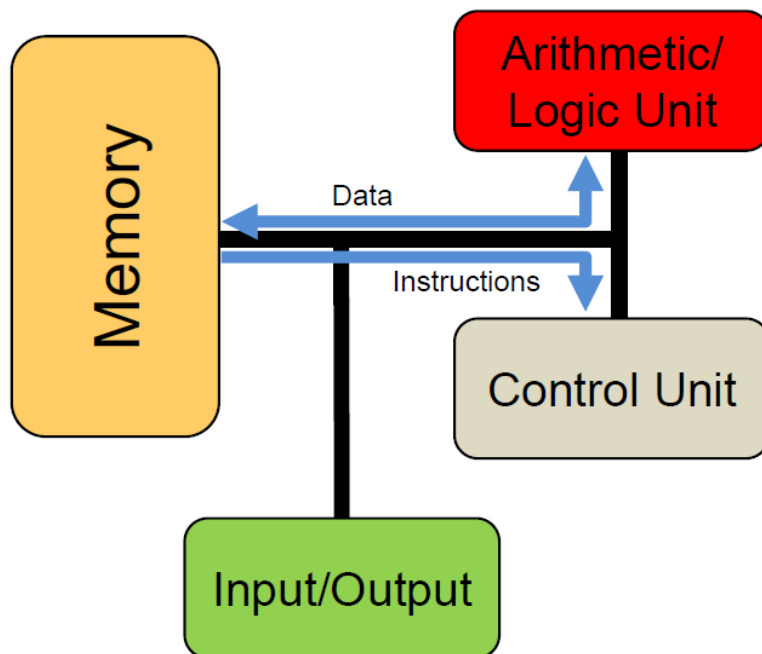 Memory
Arithmetic/
Logic Unit
Data
Instructions
Control Unit
Input/Output